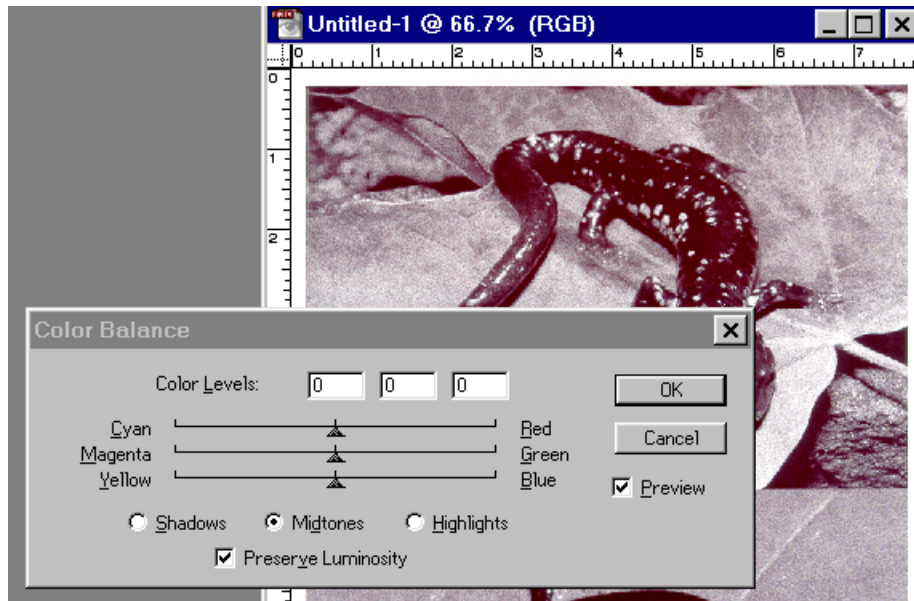 Untitled-1 @ 66.7% (RGB)
0 1 2 3 4 5 6 7
0
1
2
Color Balance
Color Levels: 0 0 0
OK
Cyan Red
Cancel
Magenta Green
Yellow Blue
Preview
Shadows Midtones Highlights
Preserve Luminosity